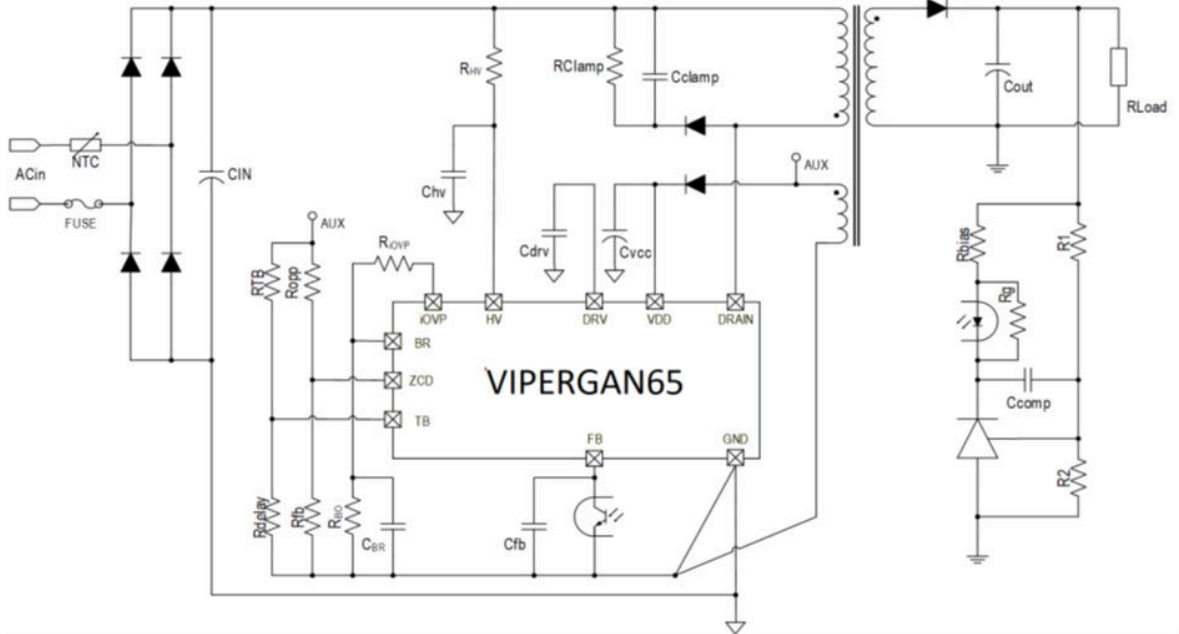 RHV
RClamp
Cclamp
Cout
RLoad
NTC
ACin
CIN
FUSE
Chv
AUX
AUX
RiOVP
Cdrv
Cvcc
RTB
Ropp
Rbias
R1
Rg
iOVP
HV
DRV
VDD
DRAIN
BR
ZCD
TB
VIPERGAN65
FB
GND
Ccomp
R2
Rdelay
Rfb
RBO
CBR
Cfb